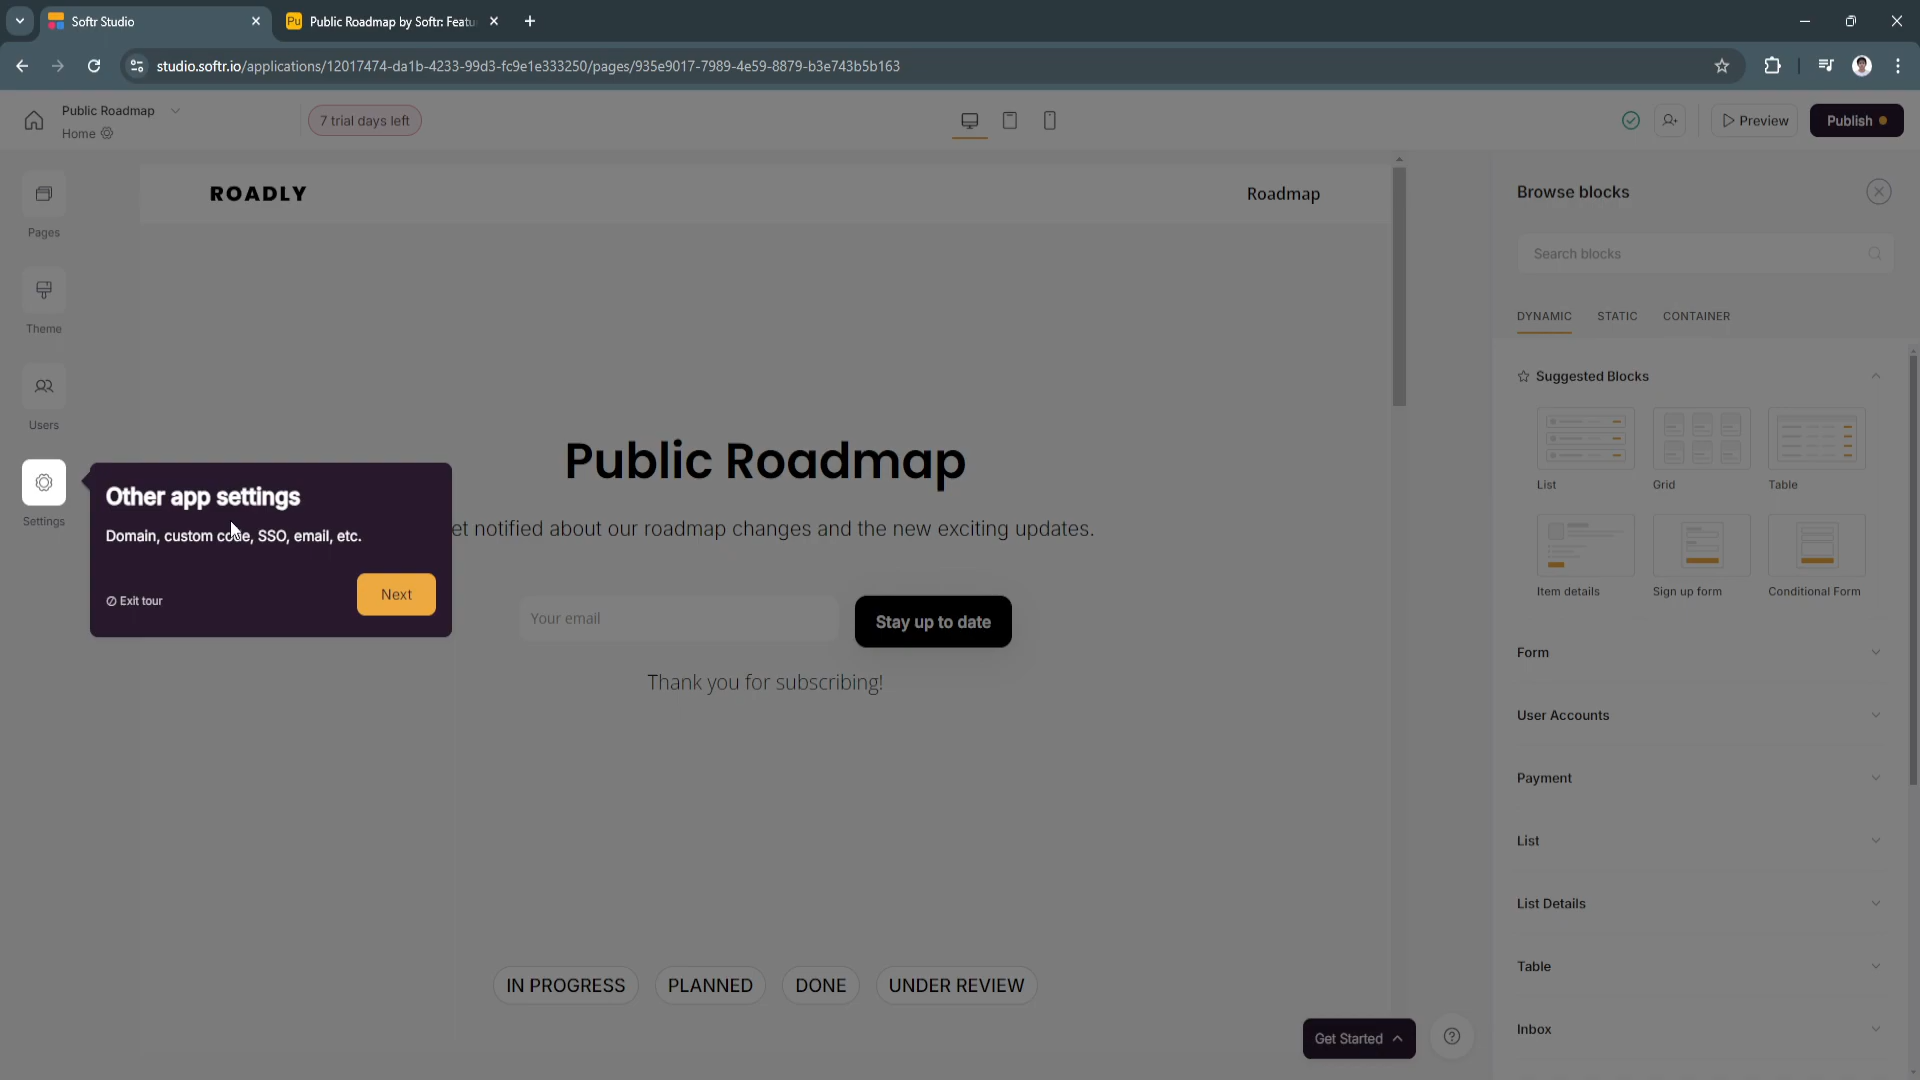 Softr Studio
Pu Public Roadmap by Softr: Featu
studio.softr.io/applications/12017474-da1b-4233-99d3-fc9e1e333250/pages/935e9017-7989-4e59-8879-b3e743b5b163
Public Roadmap
Home
7 trial days left
Preview
Publish
Pages
Theme
Users
Settings
Other app settings
Domain, custom code, SSO, email, etc.
Exit tour
Next
ROADLY
Roadmap
Public Roadmap
et notified about our roadmap changes and the new exciting updates.
Your email
Stay up to date
Thank you for subscribing!
IN PROGRESS
PLANNED
DONE
UNDER REVIEW
Get Started
Browse blocks
Search blocks
DYNAMIC
STATIC
CONTAINER
Suggested Blocks
List
Grid
Table
Item details
Sign up form
Conditional Form
Form
User Accounts
Payment
List
List Details
Table
Inbox